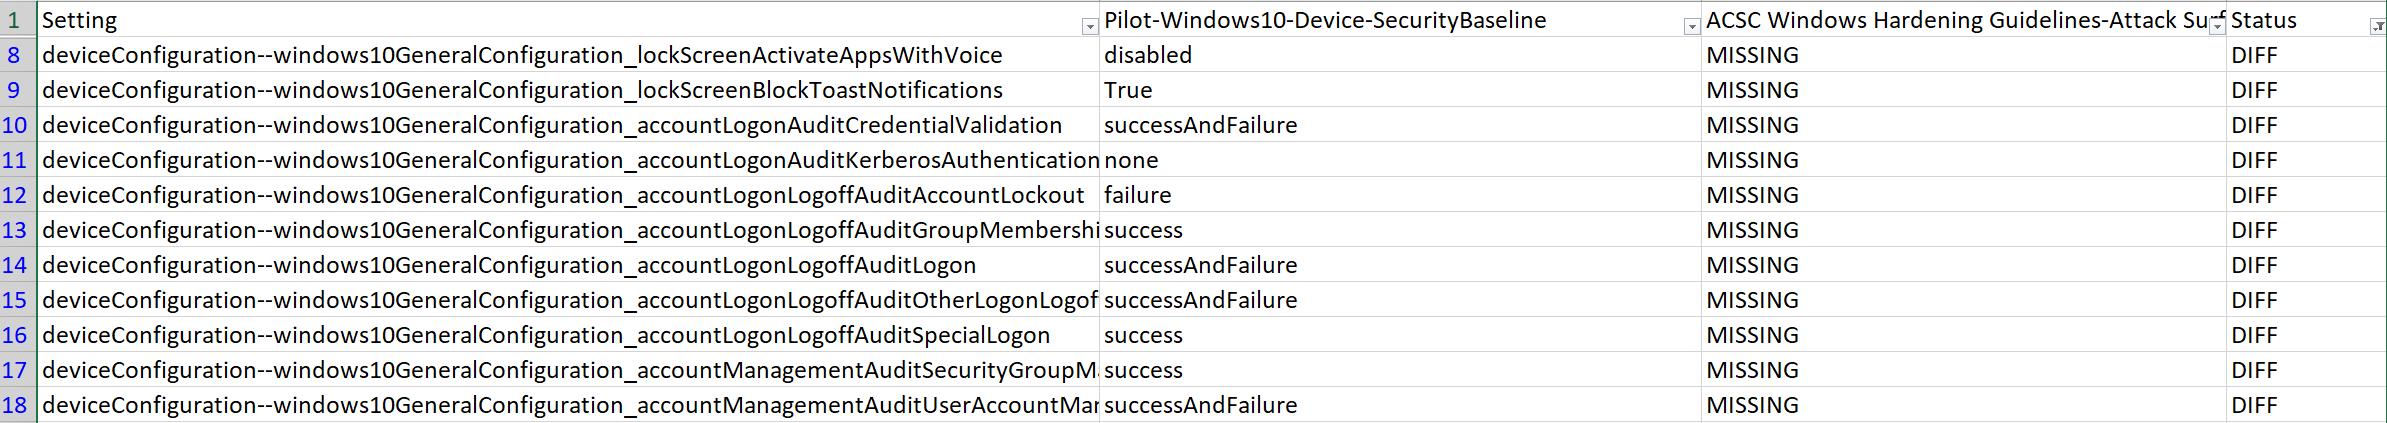 1 Setting Pilot-Windows10-Device-SecurityBaseline ACSC Windows Hardening Guidelines-Attack Surf Status
8 deviceConfiguration--windows10GeneralConfiguration_lockScreenActivateAppsWithVoice disabled MISSING DIFF
9 deviceConfiguration--windows10GeneralConfiguration_lockScreenBlockToastNotifications True MISSING DIFF
10 deviceConfiguration--windows10GeneralConfiguration_accountLogonAuditCredentialValidation successAndFailure MISSING DIFF
11 deviceConfiguration--windows10GeneralConfiguration_accountLogonAuditKerberosAuthentication none MISSING DIFF
12 deviceConfiguration--windows10GeneralConfiguration_accountLogonLogoffAuditAccountLockout failure MISSING DIFF
13 deviceConfiguration--windows10GeneralConfiguration_accountLogonLogoffAuditGroupMembershi success MISSING DIFF
14 deviceConfiguration--windows10GeneralConfiguration_accountLogonLogoffAuditLogon successAndFailure MISSING DIFF
15 deviceConfiguration--windows10GeneralConfiguration_accountLogonLogoffAuditOtherLogonLogof successAndFailure MISSING DIFF
16 deviceConfiguration--windows10GeneralConfiguration_accountLogonLogoffAuditSpecialLogon success MISSING DIFF
17 deviceConfiguration--windows10GeneralConfiguration_accountManagementAuditSecurityGroupM success MISSING DIFF
18 deviceConfiguration--windows10GeneralConfiguration_accountManagementAuditUserAccountMan successAndFailure MISSING DIFF